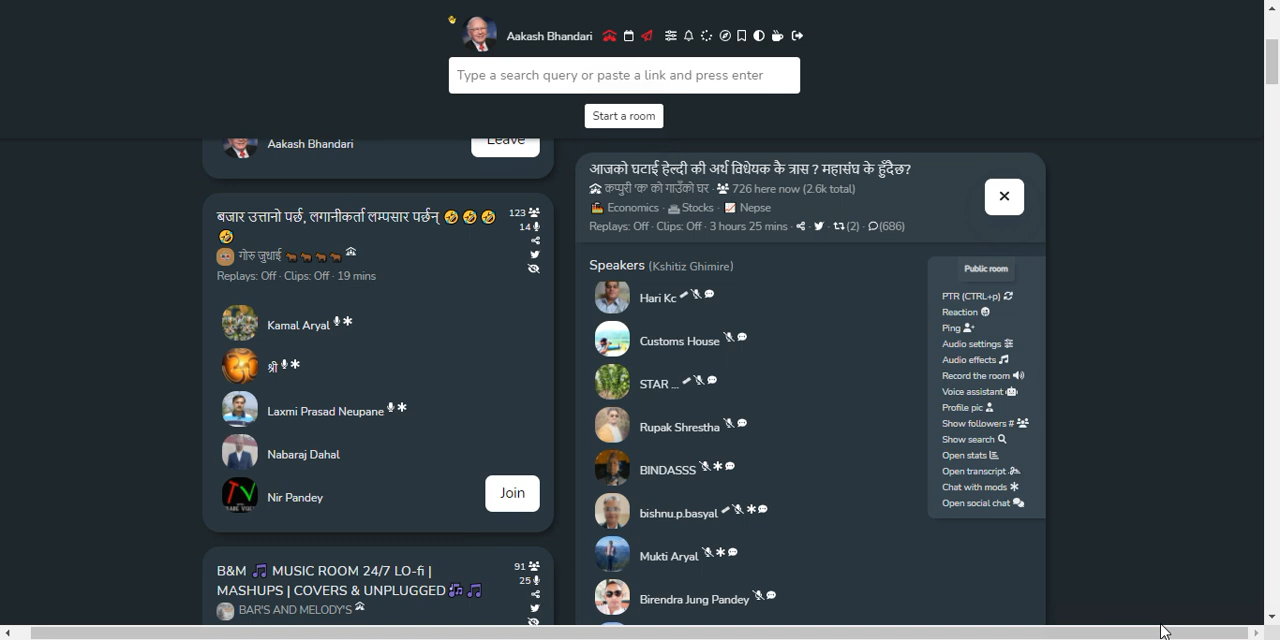 Aakash Bhandari
Type a search query or paste a link and press enter
Start a room
Aakash Bhandari
Leave
बजार उत्तानो पर्छ, लगानीकर्ता लम्पसार पर्छन् 🤣 🤣 🤣
🤣
123
14
गोरु जुधाई 🐂 🐂 🐂 🐂
Replays: Off · Clips: Off · 19 mins
Kamal Aryal
श्री
Laxmi Prasad Neupane
Nabaraj Dahal
Nir Pandey
Join
B&M 🎵 MUSIC ROOM 24/7 LO-fi |
MASHUPS | COVERS & UNPLUGGED 🎶 🎵
91
25
BAR'S AND MELODY'S
आजको घटाई हेल्दी की अर्थ विधेयक कै त्रास ? महासंघ के हुँदैछ?
कप्पुरी 'क' को गाउँको घर · 726 here now (2.6k total)
Economics · Stocks · Nepse
Replays: Off · Clips: Off · 3 hours 25 mins · (2) · (686)
Speakers (Kshitiz Ghimire)
Hari Kc
Customs House
STAR ...
Rupak Shrestha
BINDASSS
bishnu.p.basyal
Mukti Aryal
Birendra Jung Pandey
Public room
PTR (CTRL+p)
Reaction
Ping
Audio settings
Audio effects
Record the room
Voice assistant
Profile pic
Show followers #
Show search
Open stats
Open transcript
Chat with mods
Open social chat